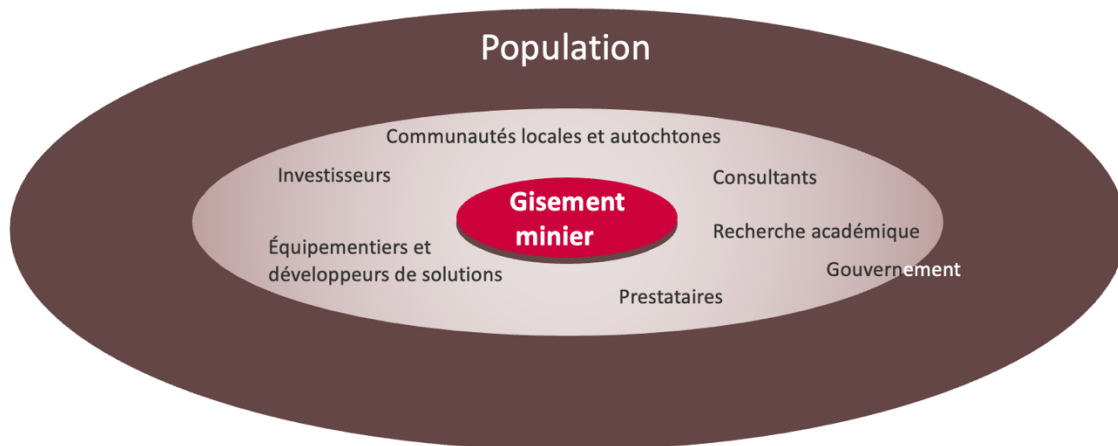 Population
Communautés locales et autochtones
Investisseurs
Consultants
Gisement
minier
Recherche académique
Équipementiers et
développeurs de solutions
Gouvernement
Prestataires